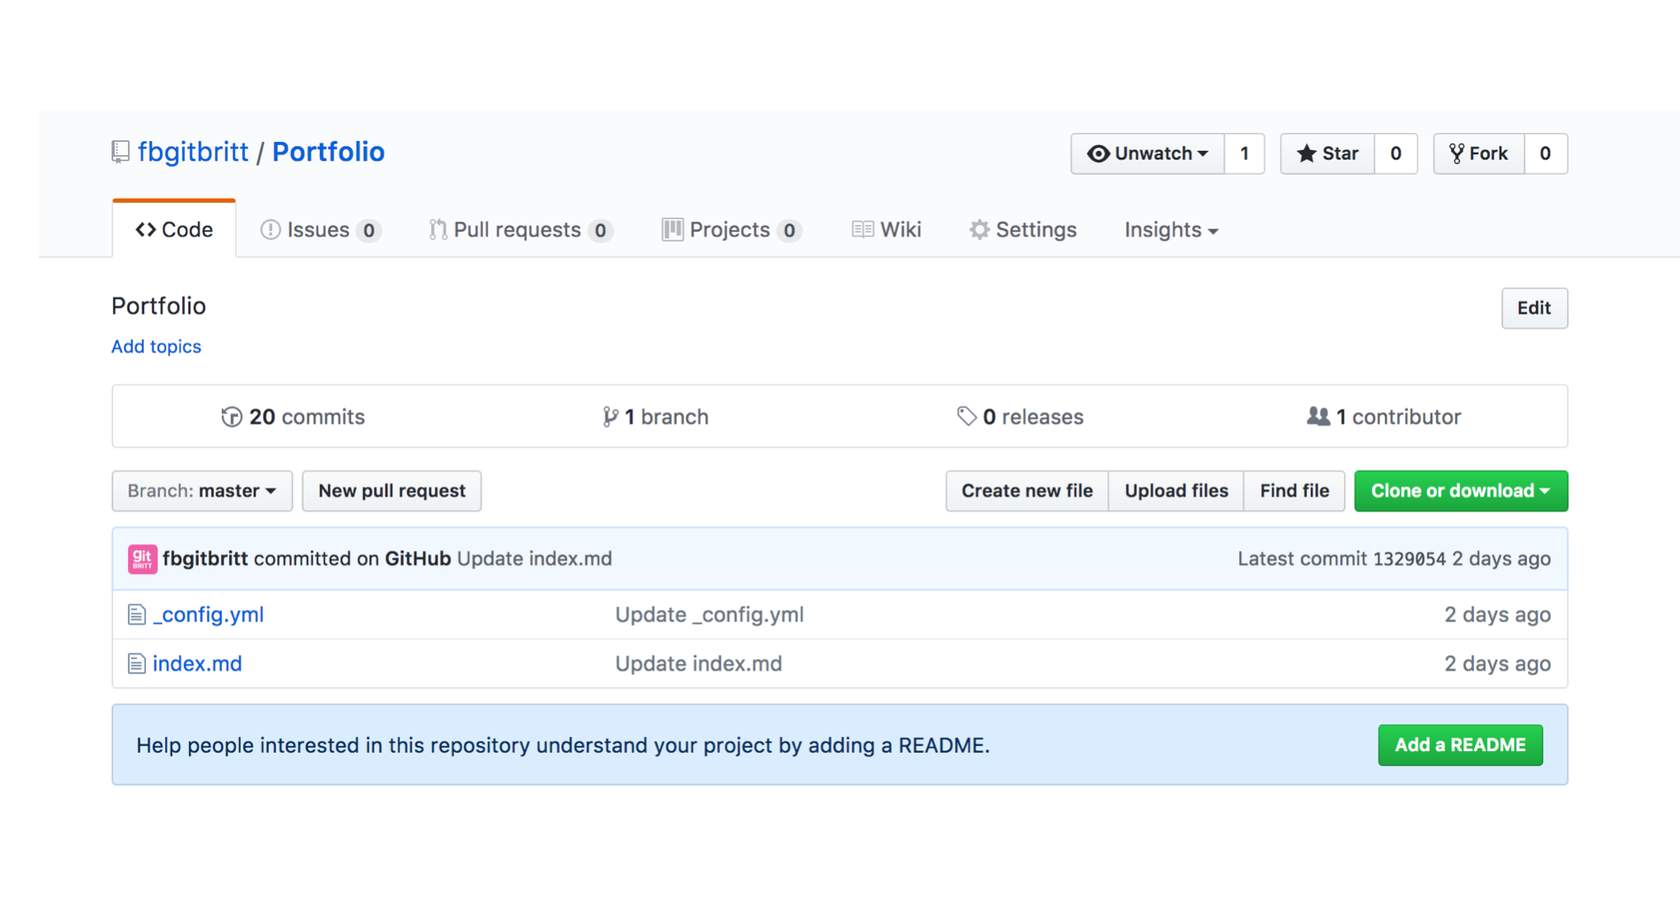 fbgitbritt / Portfolio
Unwatch 1 Star 0 Fork 0
Code Issues 0 Pull requests 0 Projects 0 Wiki Settings Insights
Portfolio
Edit
Add topics
20 commits 1 branch 0 releases 1 contributor
Branch: master New pull request Create new file Upload files Find file Clone or download
git
BRITT
fbgitbritt committed on GitHub Update index.md Latest commit 1329054 2 days ago
_config.yml Update _config.yml 2 days ago
index.md Update index.md 2 days ago
Help people interested in this repository understand your project by adding a README. Add a README